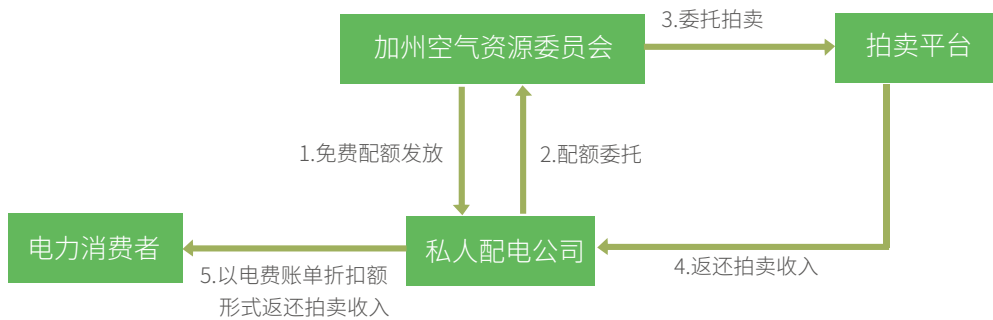 3.委托拍卖
加州空气资源委员会
拍卖平台
1.免费配额发放
2.配额委托
电力消费者
私人配电公司
4.返还拍卖收入
5.以电费账单折扣额
形式返还拍卖收入